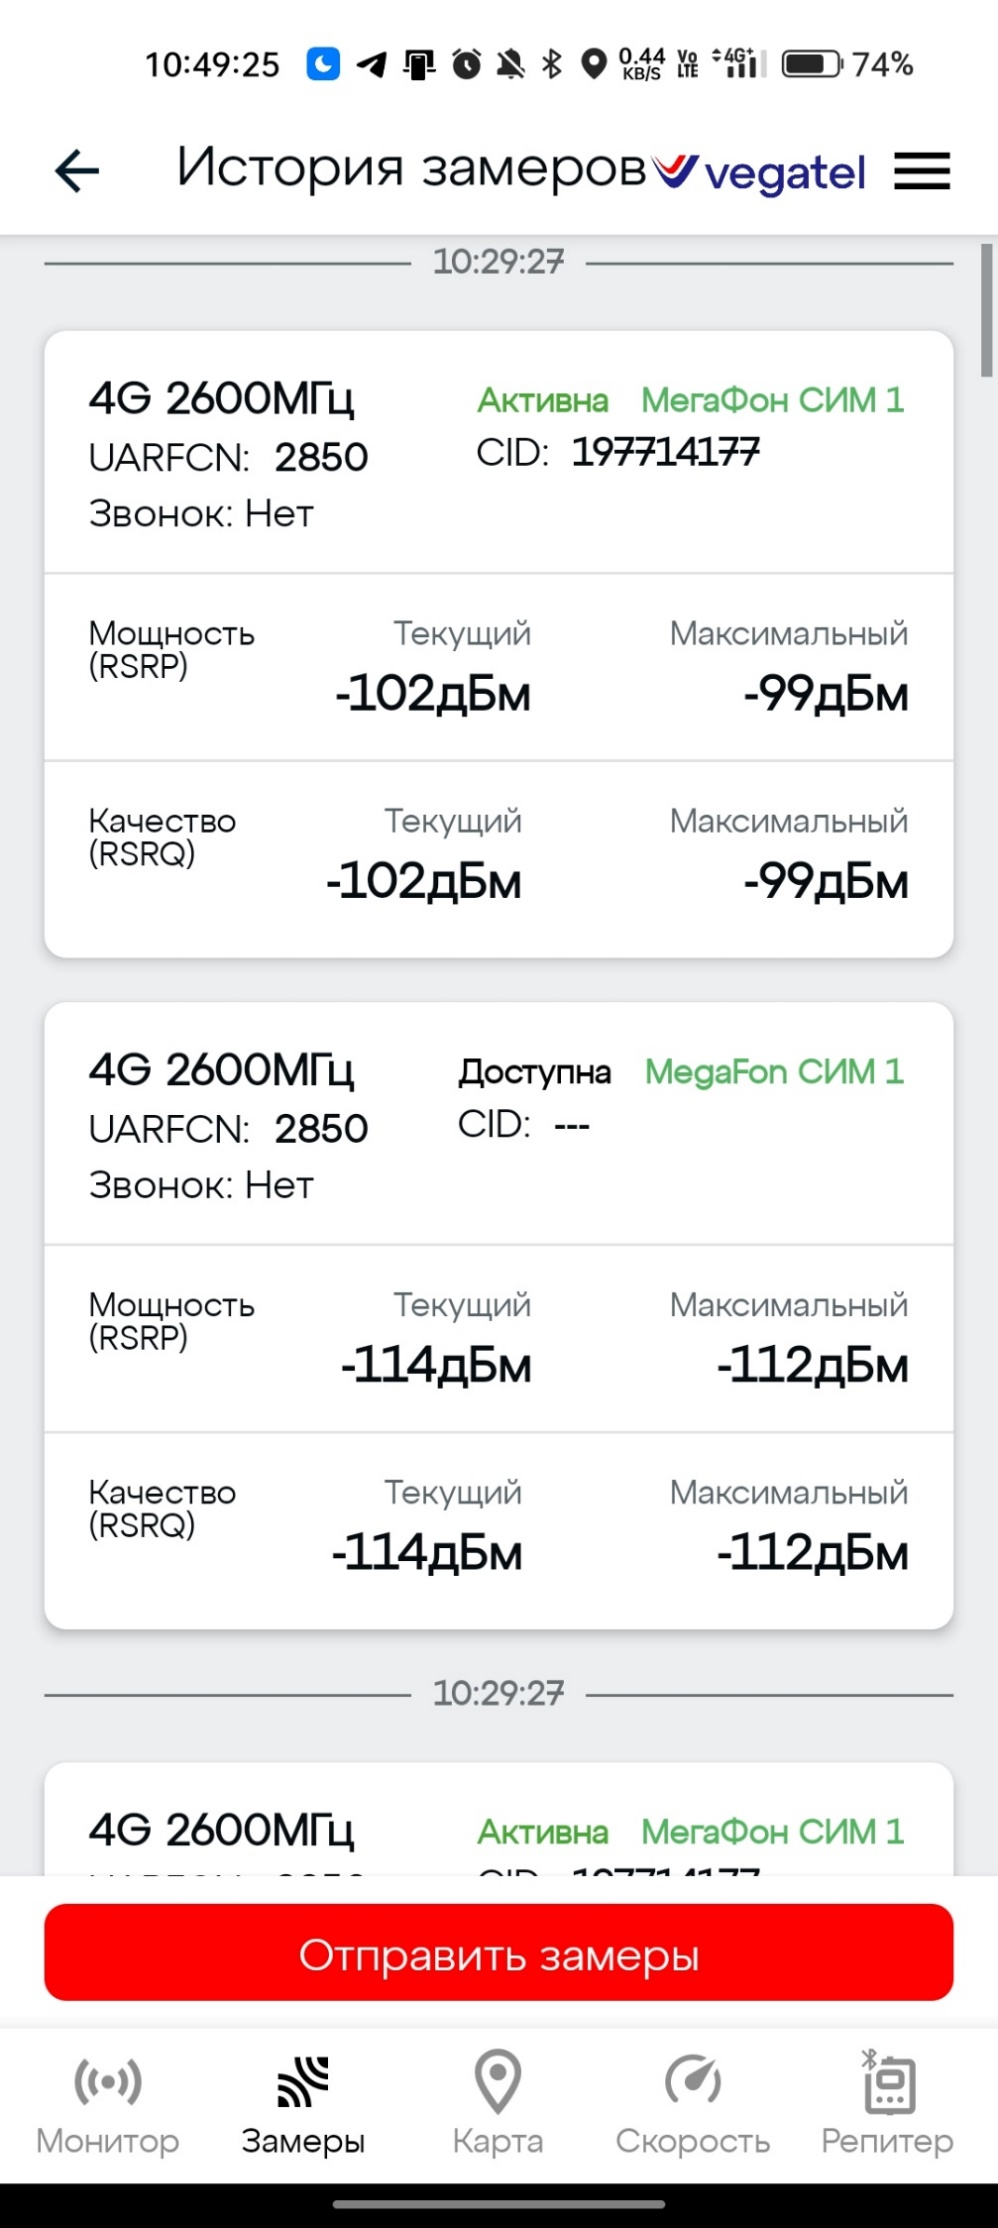 10:49:25 0.44 KB/S Vo LTE 4G+ 74%
История замеров vegatel
10:29:27
4G 2600МГц Активна МегаФон СИМ 1
UARFCN: 2850 CID: 197714177
Звонок: Нет
Мощность (RSRP) Текущий Максимальный
-102дБм -99дБм
Качество (RSRQ) Текущий Максимальный
-102дБм -99дБм
4G 2600МГц Доступна MegaFon СИМ 1
UARFCN: 2850 CID: ---
Звонок: Нет
Мощность (RSRP) Текущий Максимальный
-114дБм -112дБм
Качество (RSRQ) Текущий Максимальный
-114дБм -112дБм
10:29:27
4G 2600МГц Активна МегаФон СИМ 1
Отправить замеры
Монитор Замеры Карта Скорость Репитер